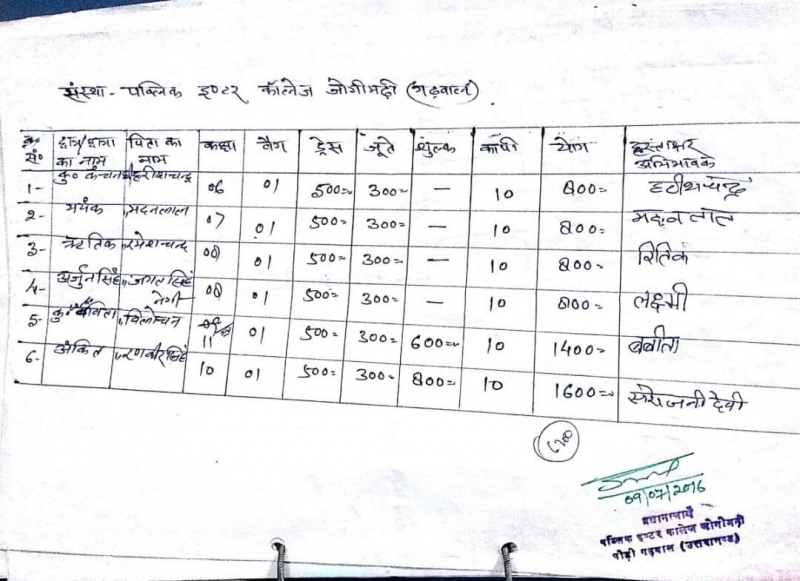 संस्था - पब्लिक इण्टर कॉलेज जोगीमढ़ी (गढ़वाल)
क्र० सं० छात्र/छात्रा का नाम पिता का नाम कक्षा बैग ड्रेस जूते शुल्क कापी योग हस्ताक्षर अभिभावक
1- कु० कंचन हरीशचन्द्र 06 01 500= 300= — 10 800= हरीशचन्द्र
2- मयंक मदनलाल 07 01 500= 300= — 10 800= मदन लाल
3- ऋतिक रमेशचन्द्र 08 01 500= 300= — 10 800= रितिक
4- अर्जुन सिंह जगत सिंह नेगी 08 01 500= 300= — 10 800= लक्ष्मी
5- कु० बबिता त्रिलोचन 11 01 500= 300= 600= 10 1400= बबीता
6- अंकित रणवीर सिंह 10 01 500= 300= 800= 10 1600= सरोजनी देवी
09/07/2016
प्रधानाचार्य
पब्लिक इण्टर कालेज जोगीमढ़ी
पौड़ी गढ़वाल (उत्तराखण्ड)